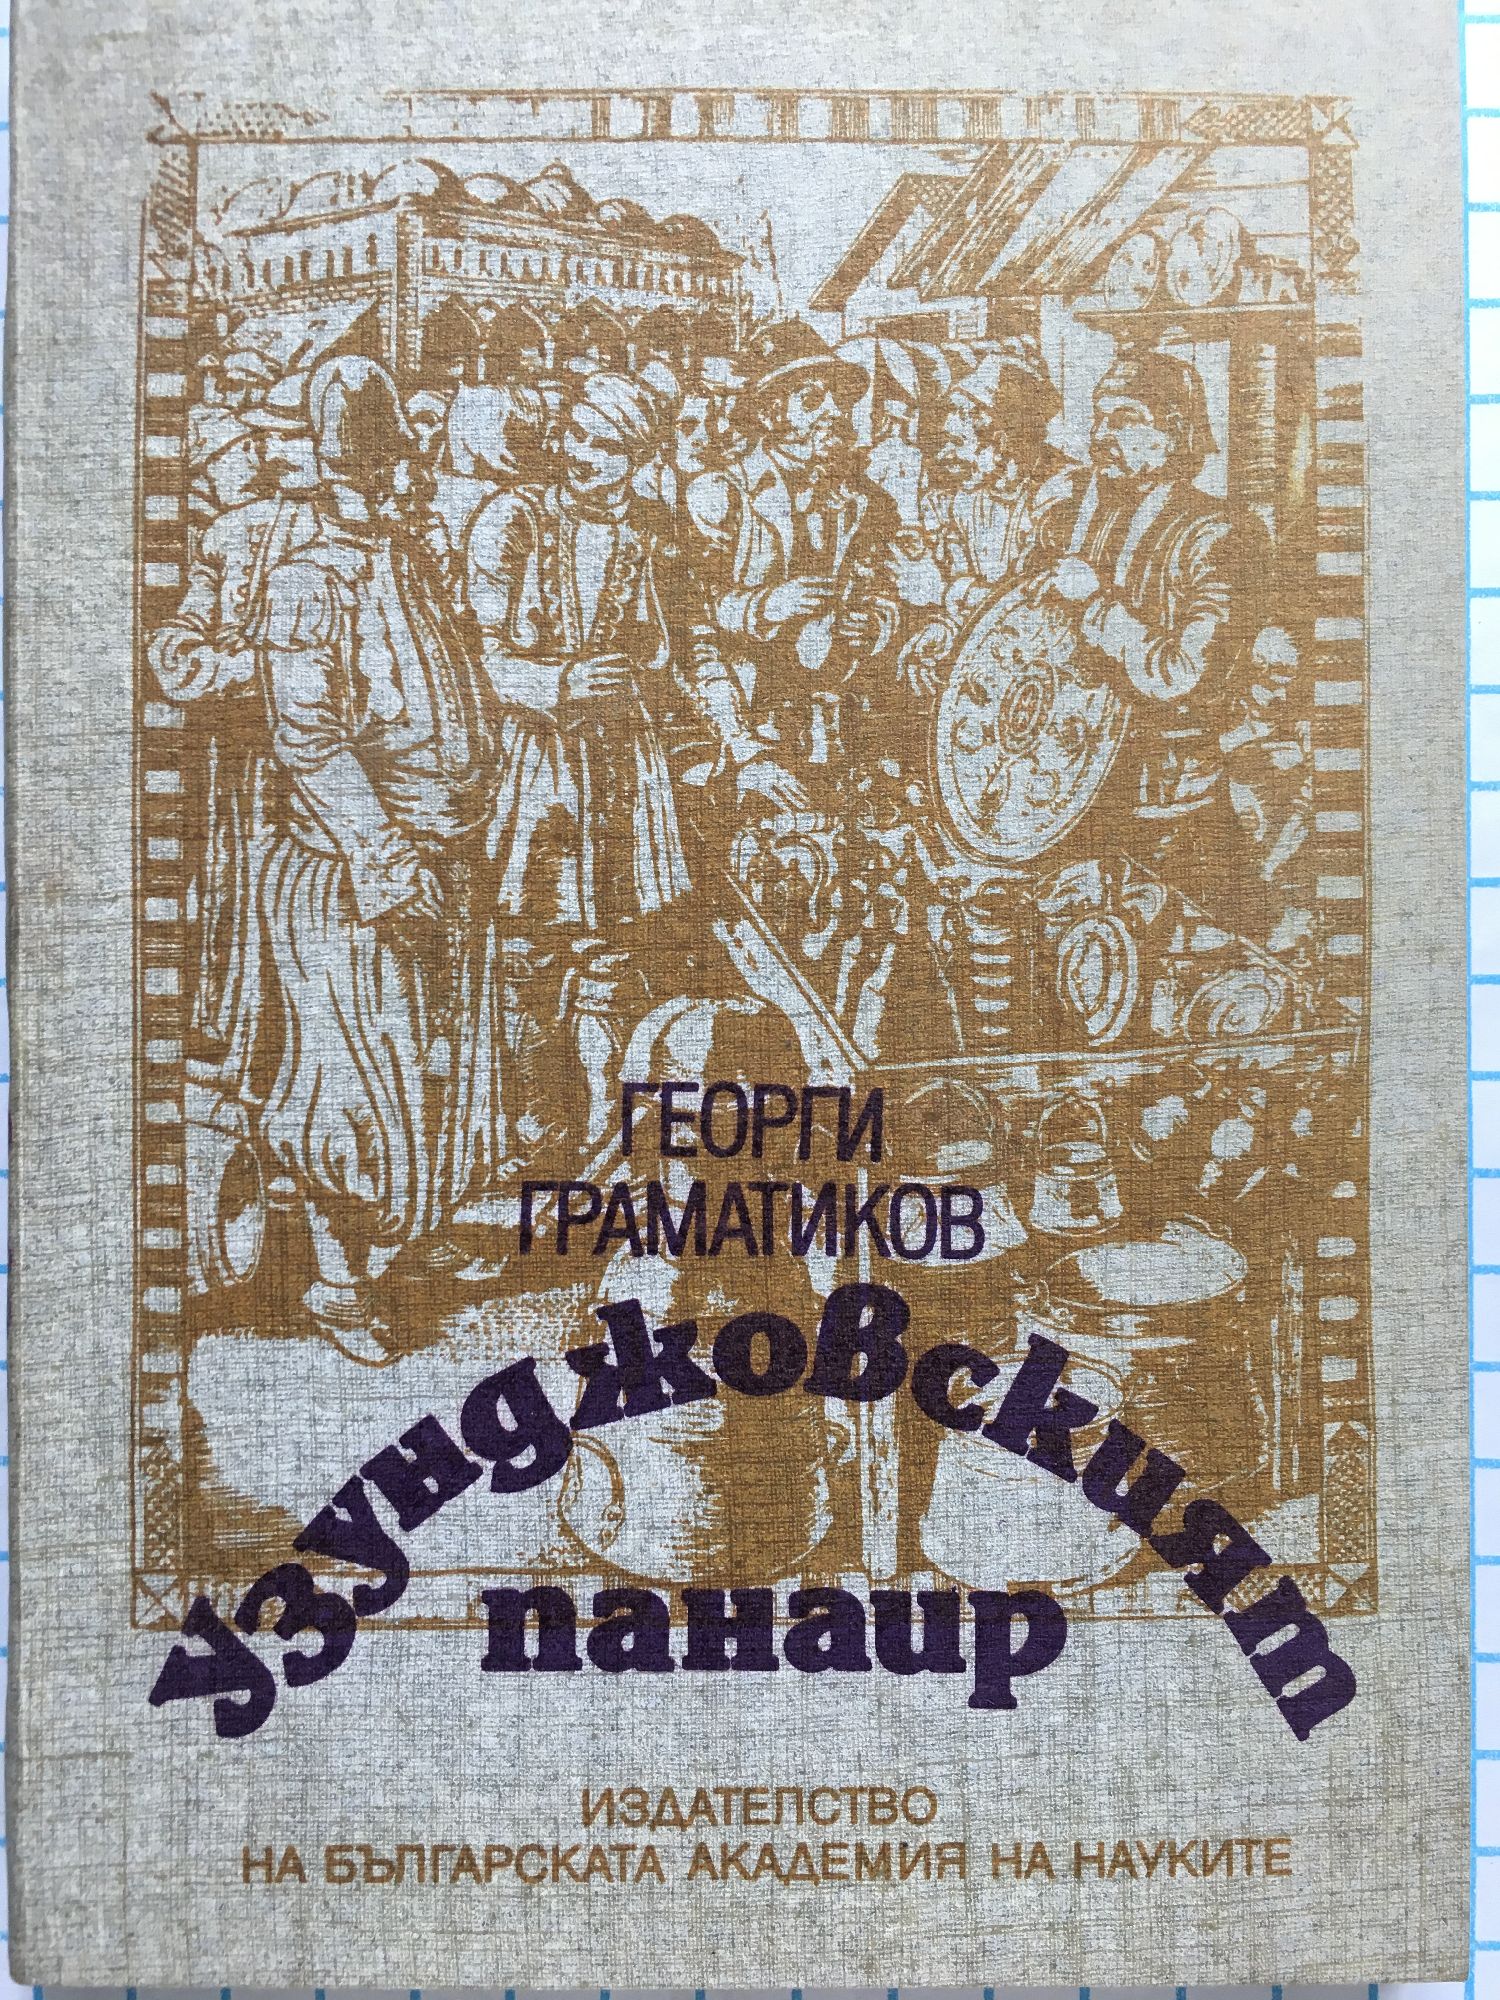 ГЕОРГИ
ГРАМАТИКОВ
УЗУНДЖОВСКИЯТ
ПАНАИР
ИЗДАТЕЛСТВО
НА БЪЛГАРСКАТА АКАДЕМИЯ НА НАУКИТЕ